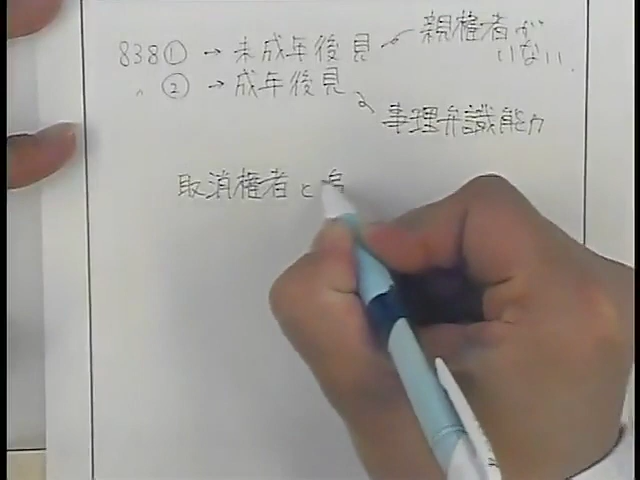 838① → 未成年後見 ← 親権者が
いない.
〃 ② → 成年後見
事理弁識能力
取消権者と